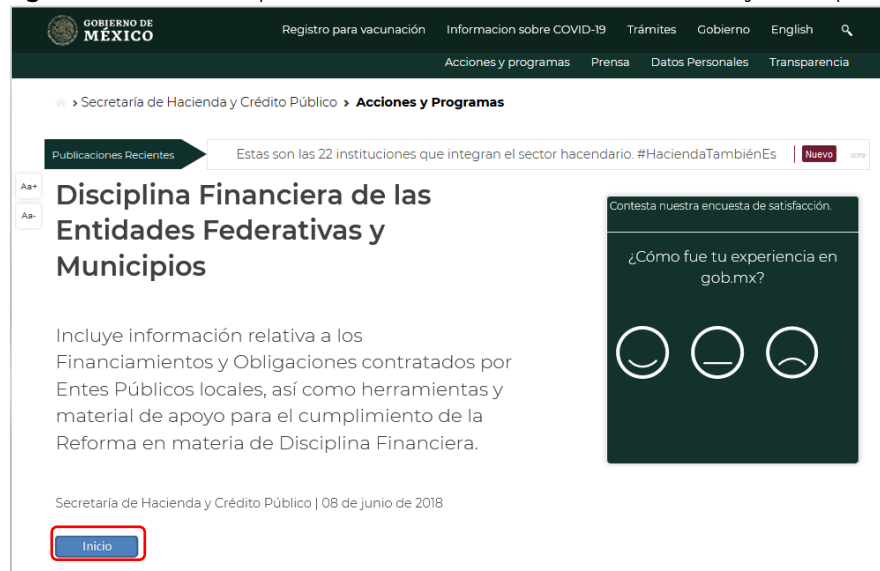 GOBIERNO DE
MÉXICO
Registro para vacunación Informacion sobre COVID-19 Trámites Gobierno English
Acciones y programas Prensa Datos Personales Transparencia
> Secretaría de Hacienda y Crédito Público > Acciones y Programas
Publicaciones Recientes Estas son las 22 instituciones que integran el sector hacendario. #HaciendaTambiénEs Nuevo 2019
Aa+
Aa-
Disciplina Financiera de las
Entidades Federativas y
Municipios
Contesta nuestra encuesta de satisfacción.
¿Cómo fue tu experiencia en
gob.mx?
Incluye información relativa a los
Financiamientos y Obligaciones contratados por
Entes Públicos locales, así como herramientas y
material de apoyo para el cumplimiento de la
Reforma en materia de Disciplina Financiera.
Secretaría de Hacienda y Crédito Público | 08 de junio de 2018
Inicio